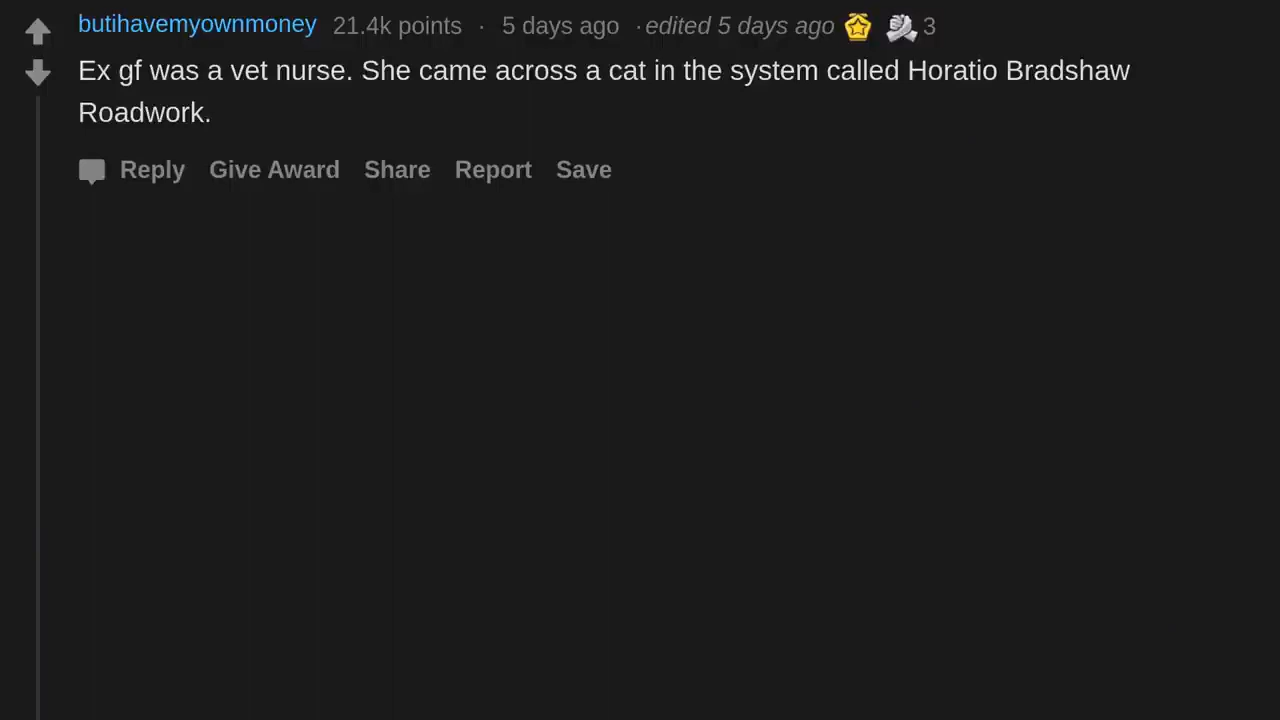 butihavemyownmoney 21.4k points · 5 days ago · edited 5 days ago 3
Ex gf was a vet nurse. She came across a cat in the system called Horatio Bradshaw
Roadwork.
Reply Give Award Share Report Save